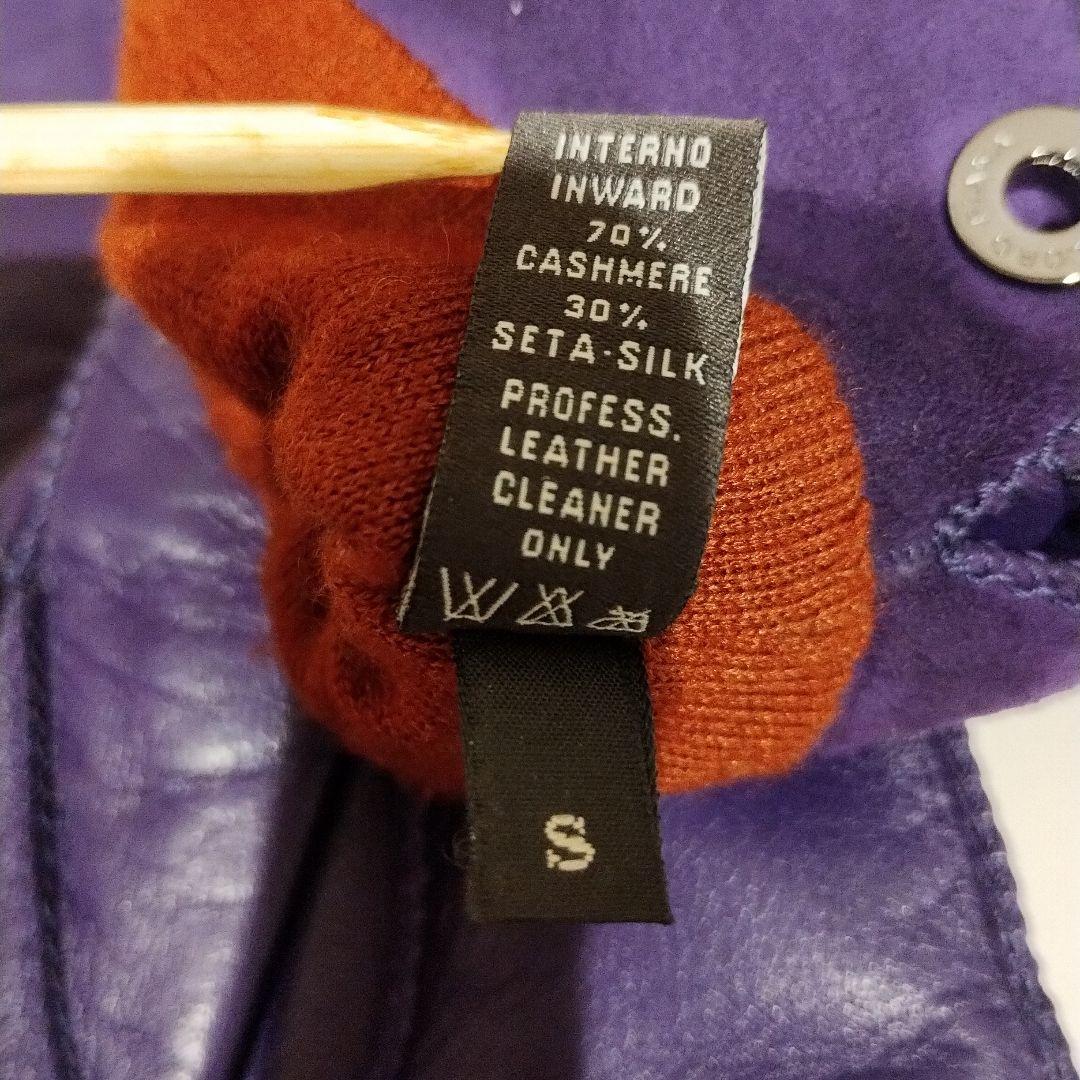 INTERNO
INWARD
70%
CASHMERE
30%
SETA-SILK
PROFESS.
LEATHER
CLEANER
ONLY
S